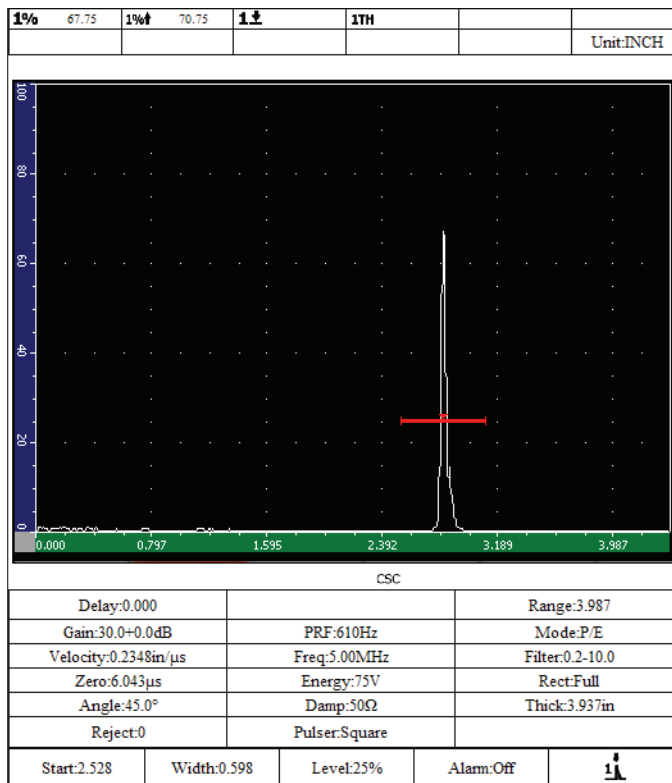 1% 67.75 1% 70.75 1 1TH
Unit:INCH
100
80
60
40
20
0
0.000 0.797 1.595 2.392 3.189 3.987
CSC
Delay:0.000 Range:3.987
Gain:30.0+0.0dB PRF:610Hz Mode:P/E
Velocity:0.2348in/μs Freq:5.00MHz Filter:0.2-10.0
Zero:6.043μs Energy:75V Rect:Full
Angle:45.0° Damp:50Ω Thick:3.937in
Reject:0 Pulser:Square
Start:2.528 Width:0.598 Level:25% Alarm:Off 1